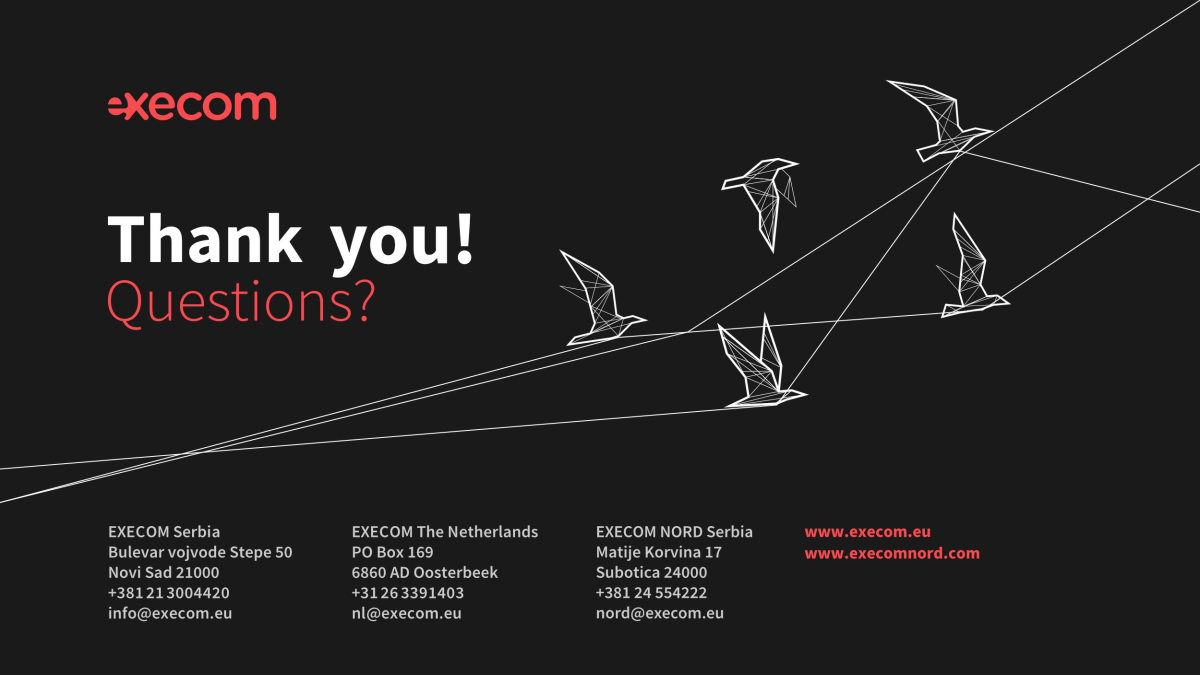 execom
Thank you!
Questions?
EXECOM Serbia
Bulevar vojvode Stepe 50
Novi Sad 21000
+381 21 3004420
info@execom.eu
EXECOM The Netherlands
PO Box 169
6860 AD Oosterbeek
+31 26 3391403
nl@execom.eu
EXECOM NORD Serbia
Matije Korvina 17
Subotica 24000
+381 24 554222
nord@execom.eu
www.execom.eu
www.execomnord.com